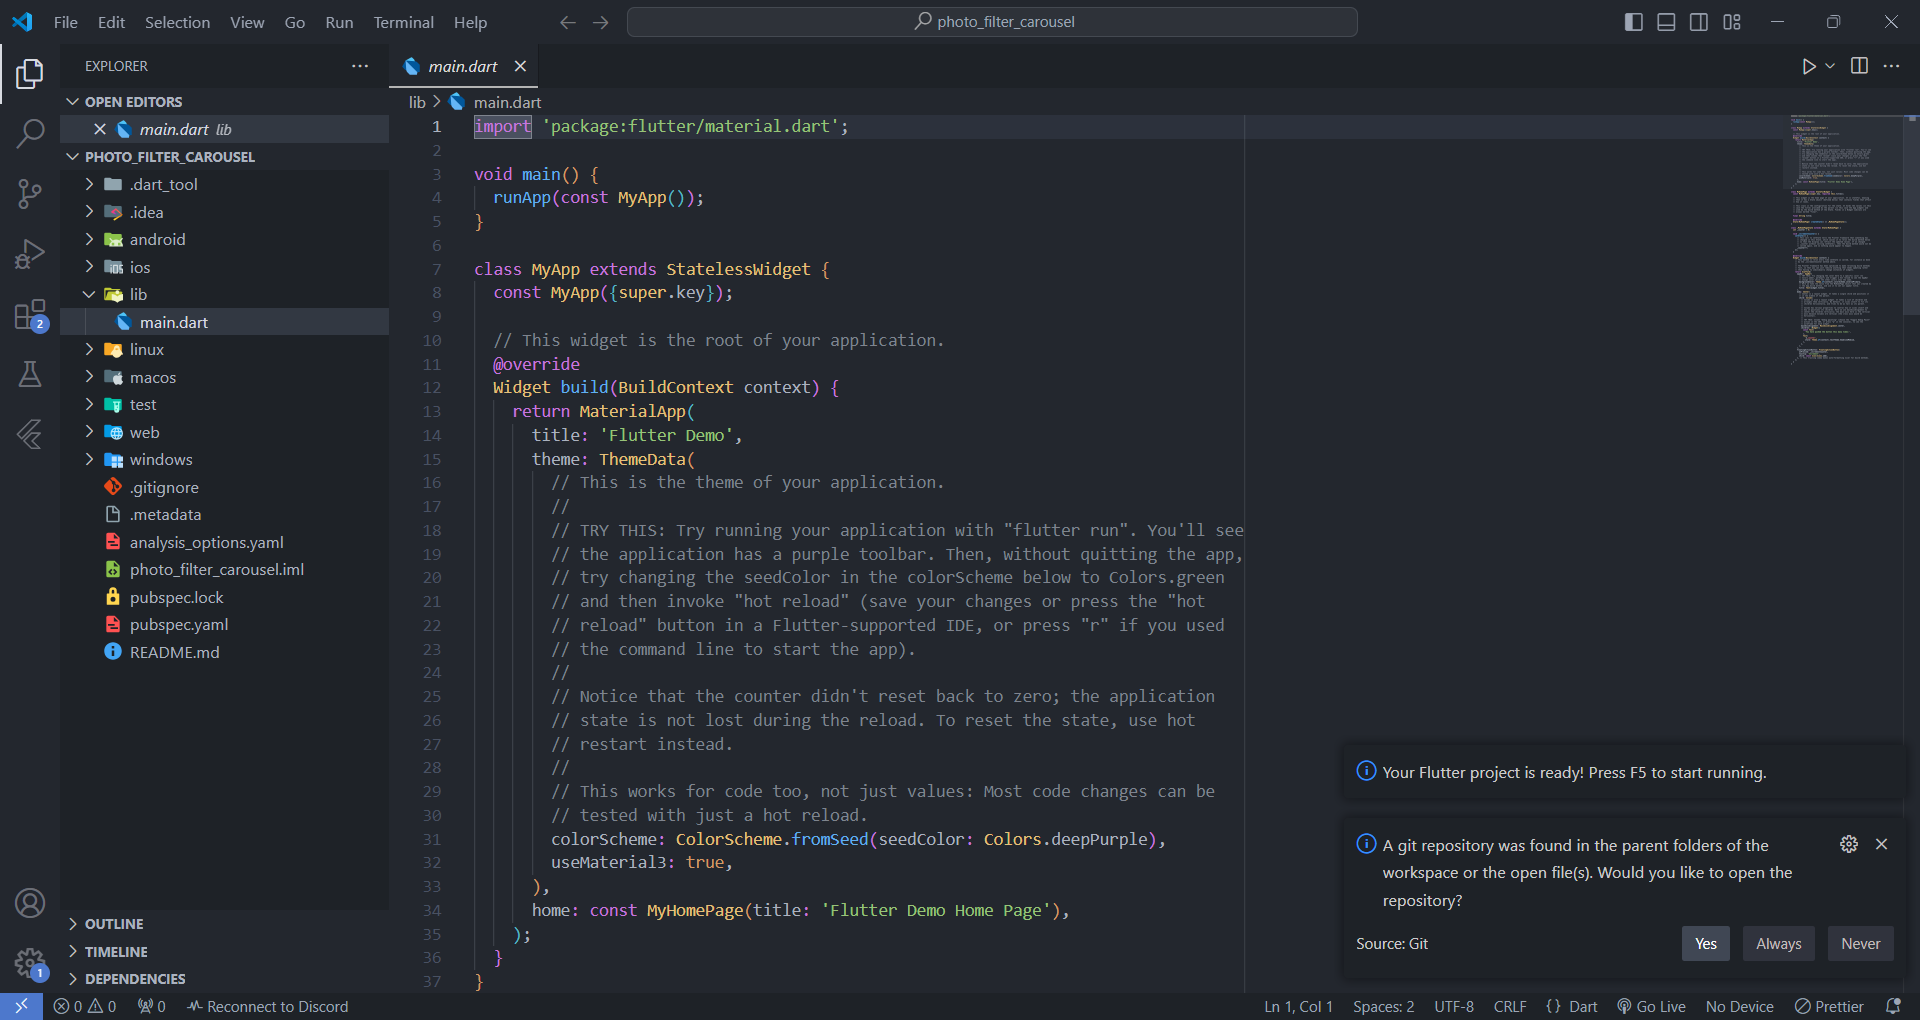 File Edit Selection View Go Run Terminal Help
photo_filter_carousel
EXPLORER
main.dart
OPEN EDITORS
main.dart lib
PHOTO_FILTER_CAROUSEL
.dart_tool
.idea
android
ios
lib
main.dart
linux
macos
test
web
windows
.gitignore
.metadata
analysis_options.yaml
photo_filter_carousel.iml
pubspec.lock
pubspec.yaml
README.md
OUTLINE
TIMELINE
DEPENDENCIES
2
1
lib > main.dart
1 import 'package:flutter/material.dart';
2
3 void main() {
4 runApp(const MyApp());
5 }
6
7 class MyApp extends StatelessWidget {
8 const MyApp({super.key});
9
10 // This widget is the root of your application.
11 @override
12 Widget build(BuildContext context) {
13 return MaterialApp(
14 title: 'Flutter Demo',
15 theme: ThemeData(
16 // This is the theme of your application.
17 //
18 // TRY THIS: Try running your application with "flutter run". You'll see
19 // the application has a purple toolbar. Then, without quitting the app,
20 // try changing the seedColor in the colorScheme below to Colors.green
21 // and then invoke "hot reload" (save your changes or press the "hot
22 // reload" button in a Flutter-supported IDE, or press "r" if you used
23 // the command line to start the app).
24 //
25 // Notice that the counter didn't reset back to zero; the application
26 // state is not lost during the reload. To reset the state, use hot
27 // restart instead.
28 //
29 // This works for code too, not just values: Most code changes can be
30 // tested with just a hot reload.
31 colorScheme: ColorScheme.fromSeed(seedColor: Colors.deepPurple),
32 useMaterial3: true,
33 ),
34 home: const MyHomePage(title: 'Flutter Demo Home Page'),
35 );
36 }
37 }
Your Flutter project is ready! Press F5 to start running.
A git repository was found in the parent folders of the
workspace or the open file(s). Would you like to open the
repository?
Source: Git
Yes Always Never
0 0 0 Reconnect to Discord
Ln 1, Col 1 Spaces: 2 UTF-8 CRLF {} Dart Go Live No Device Prettier